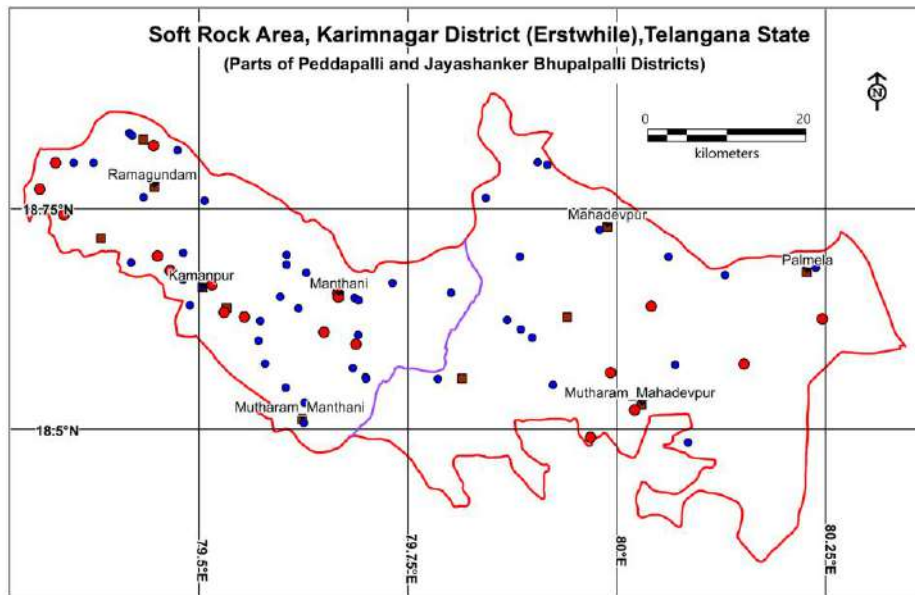 Soft Rock Area, Karimnagar District (Erstwhile),Telangana State
(Parts of Peddapalli and Jayashanker Bhupalpalli Districts)
N
0 20
kilometers
Ramagundam
18.75°N
Mahadevpur
Palmela
Kamanpur
Manthani
Mutharam_Mahadevpur
Mutharam_Manthani
18.5°N
79.5°E
79.75°E
80°E
80.25°E